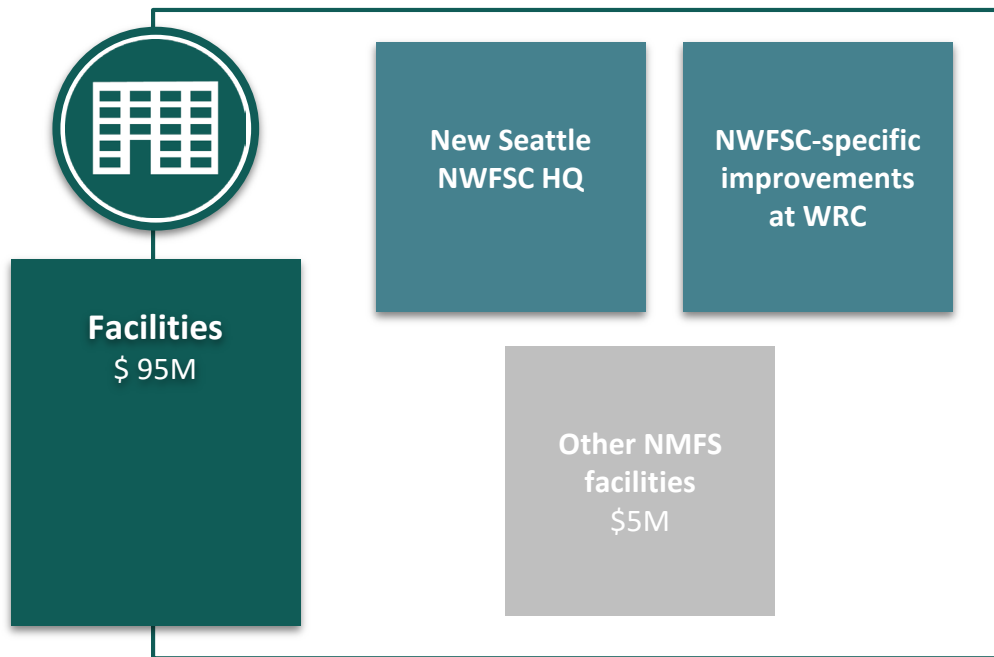 Facilities
$ 95M
New Seattle
NWFSC HQ
NWFSC-specific
improvements
at WRC
Other NMFS
facilities
$5M